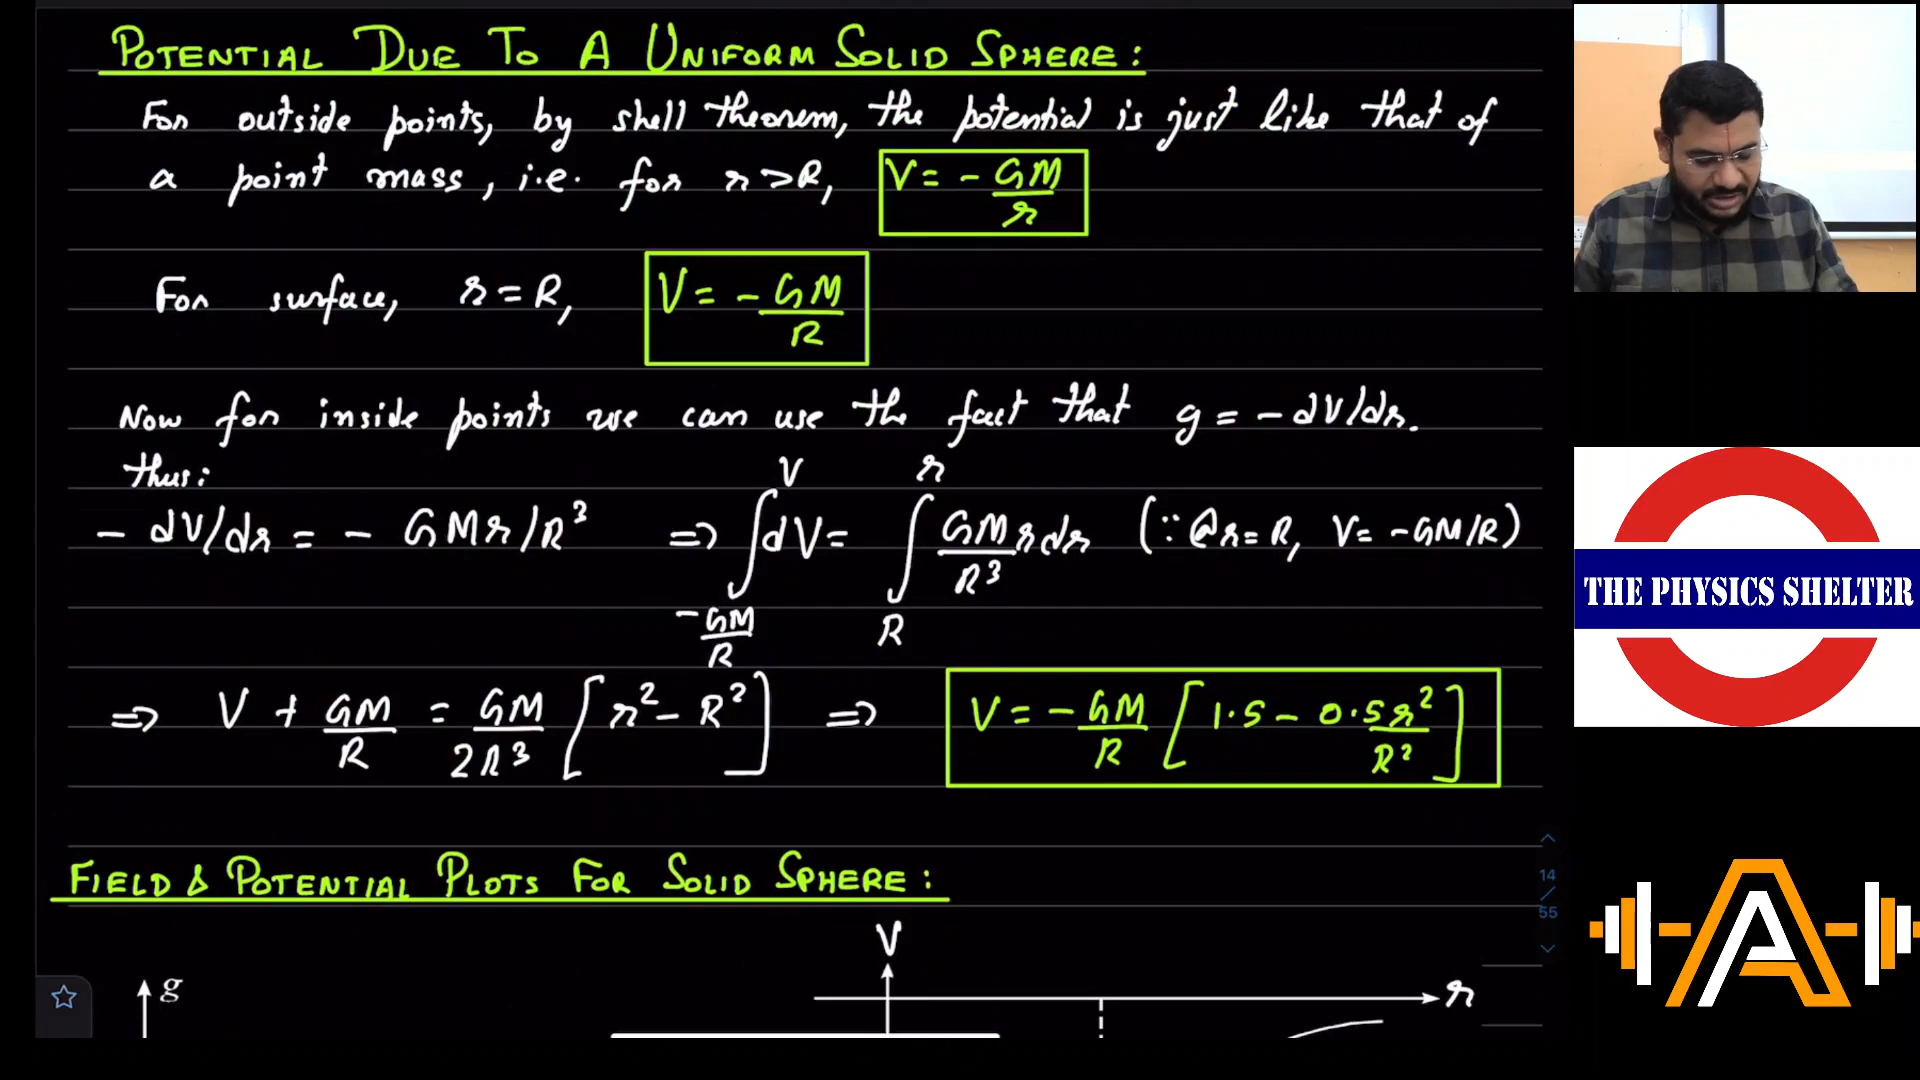 POTENTIAL DUE TO A UNIFORM SOLID SPHERE:
For outside points, by shell theorem, the potential is just like that of
a point mass, i.e. for r > R, V = - GM/r
For surface, r = R, V = - GM/R
Now for inside points we can use the fact that g = - dV/dr.
thus:
- dV/dr = - GMr/R³ ⇒ ∫_{-GM/R}^{V} dV = ∫_{R}^{r} GM/R³ r dr (∵ @ r = R, V = -GM/R)
⇒ V + GM/R = GM/2R³ [r² - R²] ⇒ V = - GM/R [1.5 - 0.5r²/R²]
FIELD & POTENTIAL PLOTS FOR SOLID SPHERE:
V
g
r
14
/
55
THE PHYSICS SHELTER
A